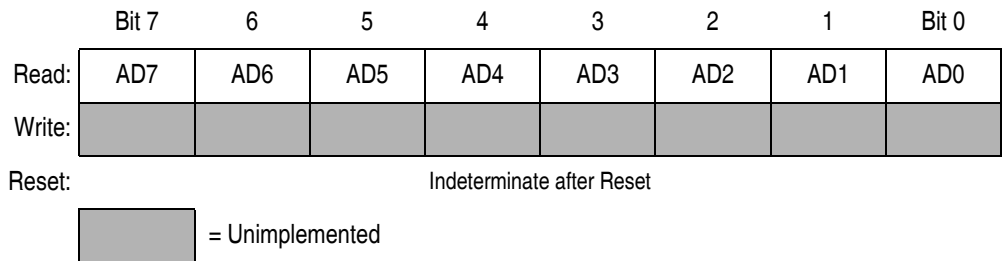 Bit 7 6 5 4 3 2 1 Bit 0
Read: AD7 AD6 AD5 AD4 AD3 AD2 AD1 AD0
Write:
Reset: Indeterminate after Reset
= Unimplemented